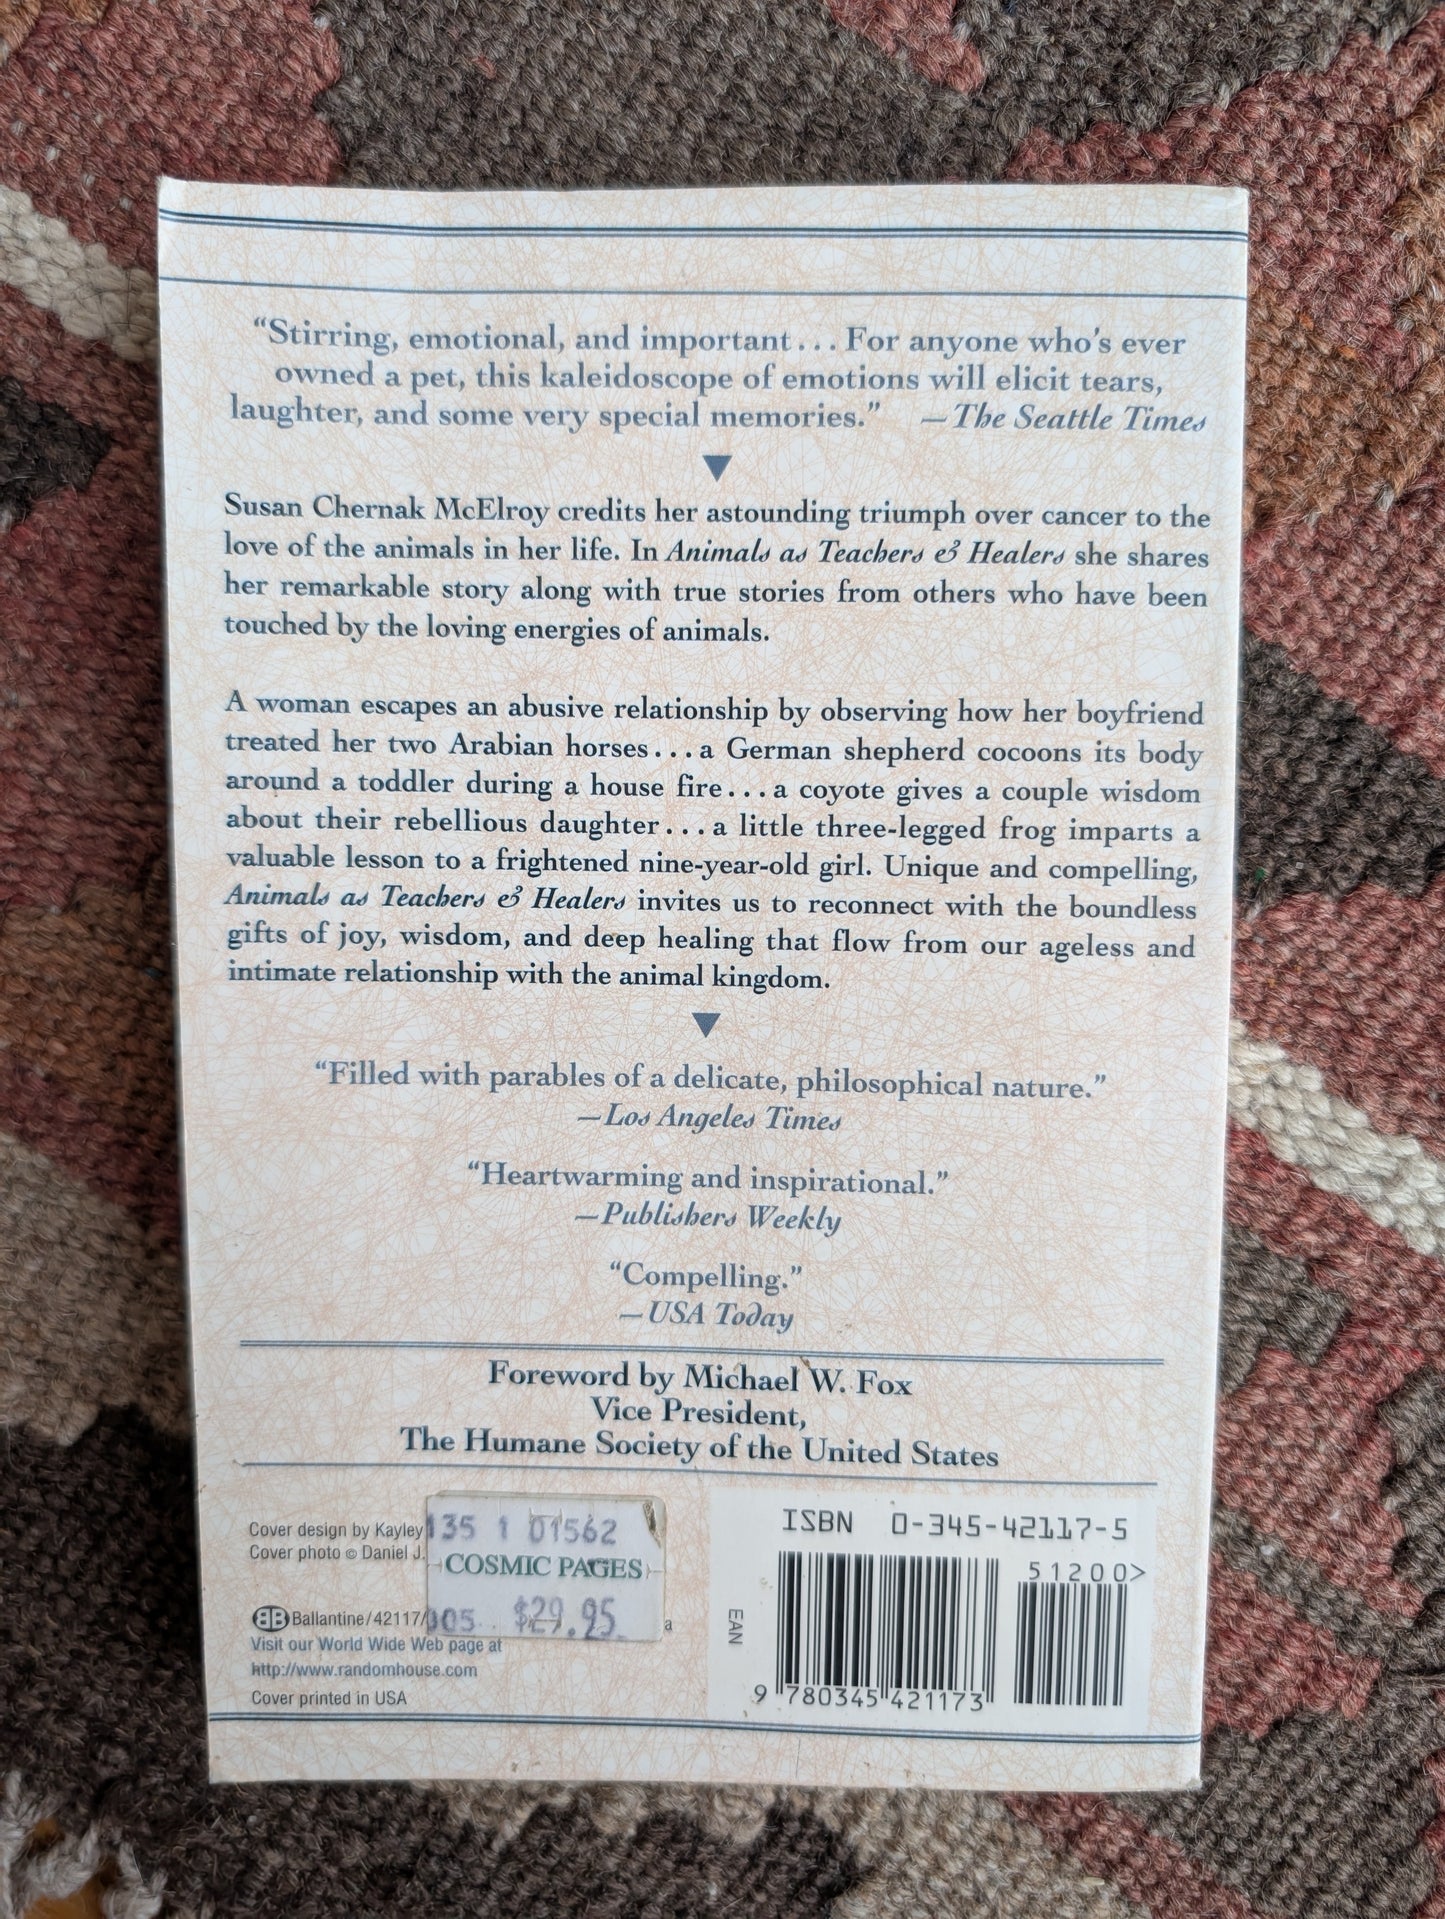 “Stirring, emotional, and important... For anyone who’s ever
owned a pet, this kaleidoscope of emotions will elicit tears,
laughter, and some very special memories.” —The Seattle Times
Susan Chernak McElroy credits her astounding triumph over cancer to the
love of the animals in her life. In Animals as Teachers & Healers she shares
her remarkable story along with true stories from others who have been
touched by the loving energies of animals.
A woman escapes an abusive relationship by observing how her boyfriend
treated her two Arabian horses...a German shepherd cocoons its body
around a toddler during a house fire...a coyote gives a couple wisdom
about their rebellious daughter...a little three-legged frog imparts a
valuable lesson to a frightened nine-year-old girl. Unique and compelling,
Animals as Teachers & Healers invites us to reconnect with the boundless
gifts of joy, wisdom, and deep healing that flow from our ageless and
intimate relationship with the animal kingdom.
“Filled with parables of a delicate, philosophical nature.”
—Los Angeles Times
“Heartwarming and inspirational.”
—Publishers Weekly
“Compelling.”
—USA Today
Foreword by Michael W. Fox
Vice President,
The Humane Society of the United States
Cover design by Kayley
Cover photo © Daniel J.
135 1 01562
COSMIC PAGES
005 $29.95
BB Ballantine/42117/
a
Visit our World Wide Web page at
http://www.randomhouse.com
Cover printed in USA
ISBN 0-345-42117-5
51200>
EAN
9 780345 421173